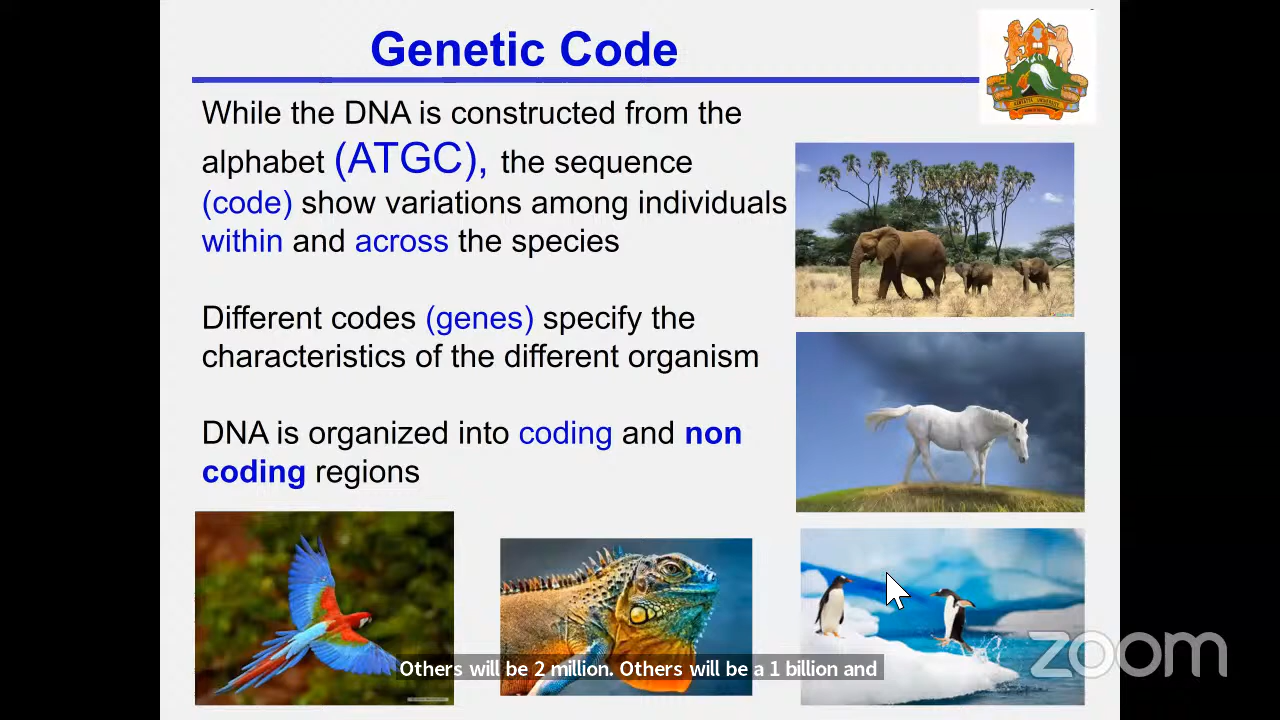 Genetic Code
While the DNA is constructed from the
alphabet (ATGC), the sequence
(code) show variations among individuals
within and across the species
Different codes (genes) specify the
characteristics of the different organism
DNA is organized into coding and non
coding regions
Others will be 2 million. Others will be a 1 billion and
zoom